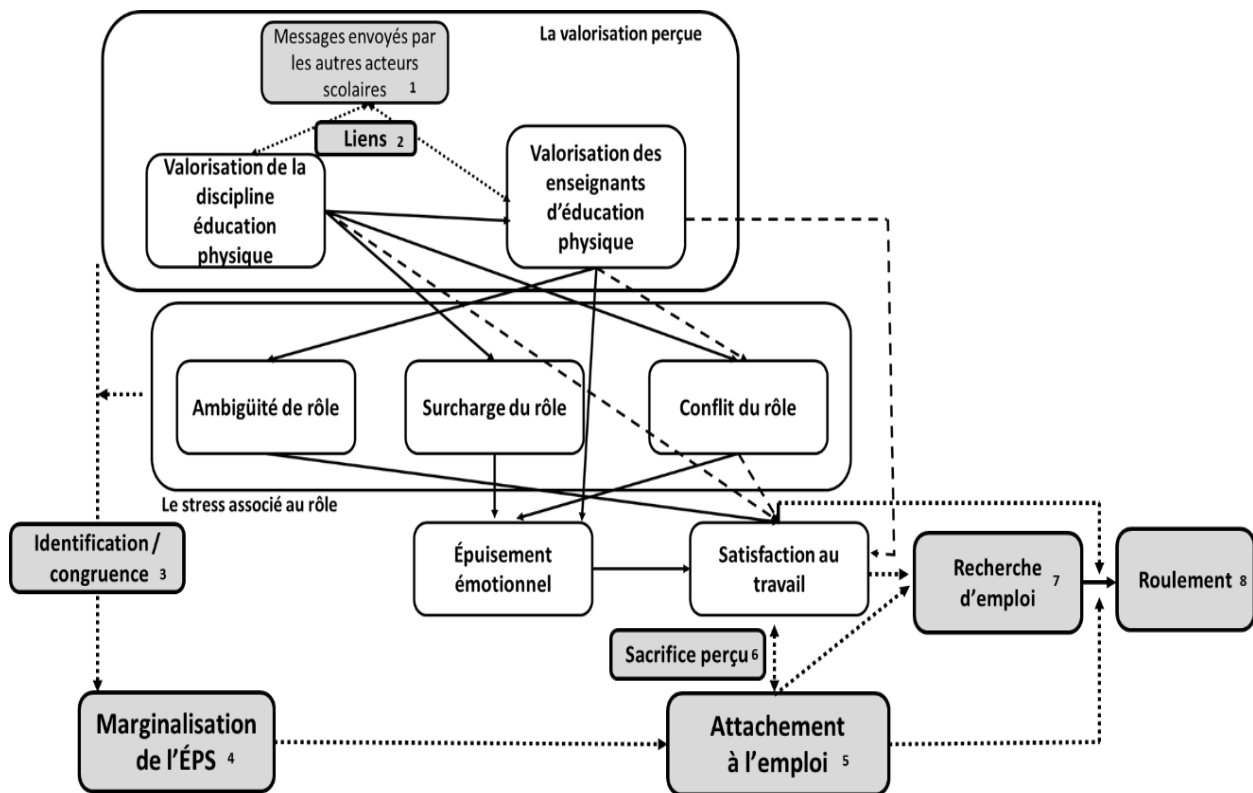 Messages envoyés par
les autres acteurs
scolaires 1
La valorisation perçue
Liens 2
Valorisation de la
discipline
éducation
physique
Valorisation des
enseignants
d'éducation
physique
Ambigüité de rôle
Surcharge du rôle
Conflit du rôle
Le stress associé au rôle
Identification /
congruence 3
Épuisement
émotionnel
Satisfaction au
travail
Recherche
d'emploi 7
Roulement 8
Sacrifice perçu 6
Marginalisation
de l'ÉPS 4
Attachement
à l'emploi 5